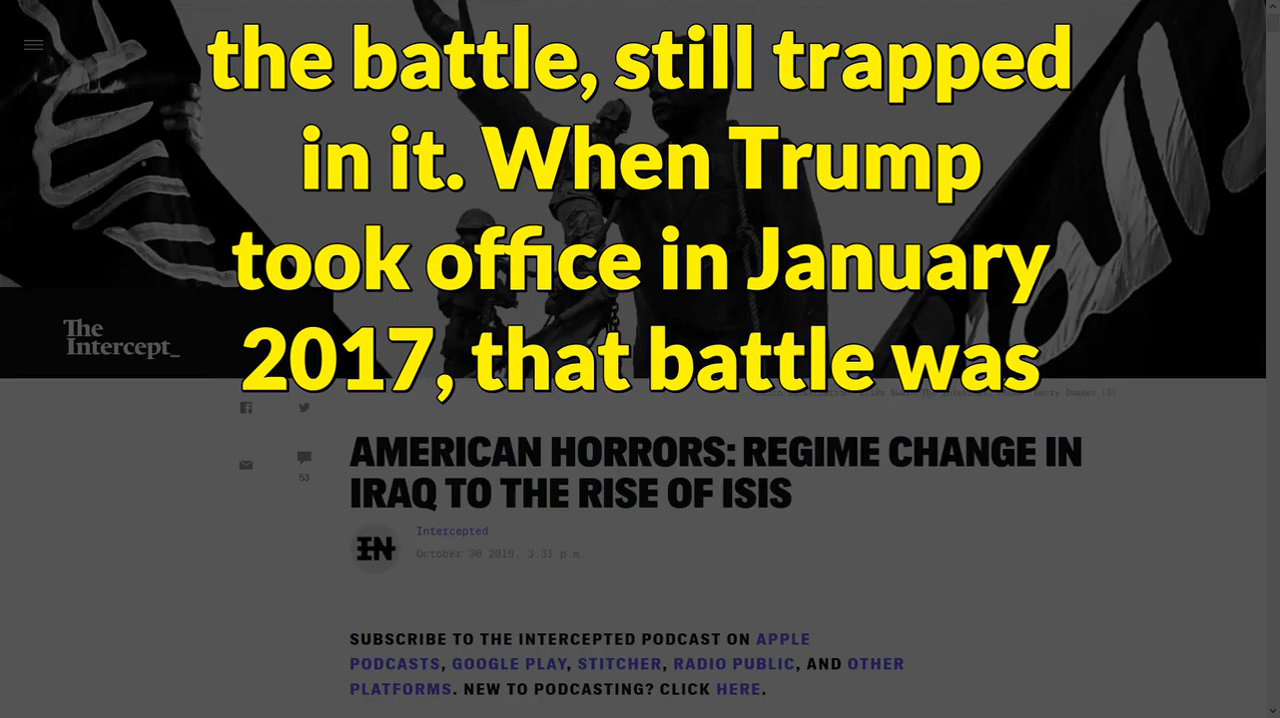 the battle, still trapped
in it. When Trump
took office in January
2017, that battle was
The
Intercept_
AMERICAN HORRORS: REGIME CHANGE IN
IRAQ TO THE RISE OF ISIS
53
IN
Intercepted
October 30 2019, 3:31 p.m.
SUBSCRIBE TO THE INTERCEPTED PODCAST ON APPLE
PODCASTS, GOOGLE PLAY, STITCHER, RADIO PUBLIC, AND OTHER
PLATFORMS. NEW TO PODCASTING? CLICK HERE.